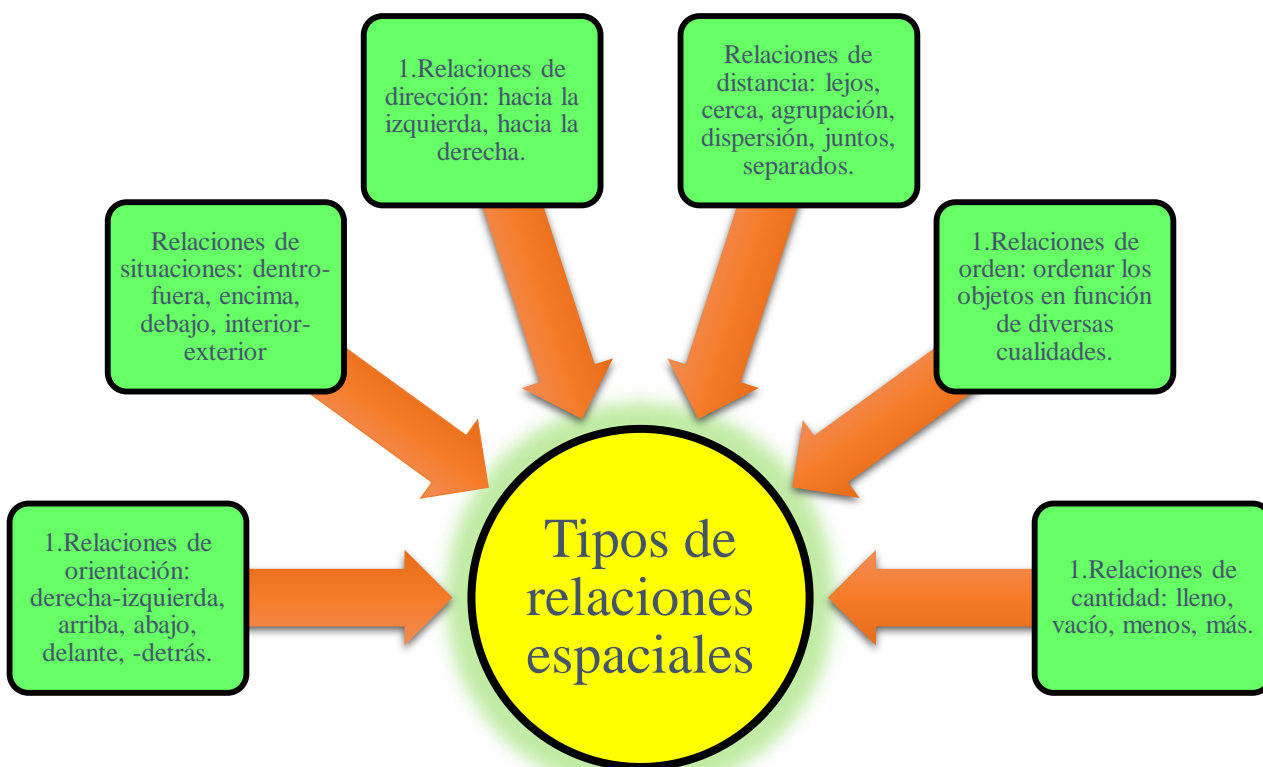 1.Relaciones de
dirección: hacia la
izquierda, hacia la
derecha.
Relaciones de
distancia: lejos,
cerca, agrupación,
dispersión, juntos,
separados.
Relaciones de
situaciones: dentro-
fuera, encima,
debajo, interior-
exterior
1.Relaciones de
orden: ordenar los
objetos en función
de diversas
cualidades.
1.Relaciones de
orientación:
derecha-izquierda,
arriba, abajo,
delante, -detrás.
Tipos de
relaciones
espaciales
1.Relaciones de
cantidad: lleno,
vacío, menos, más.